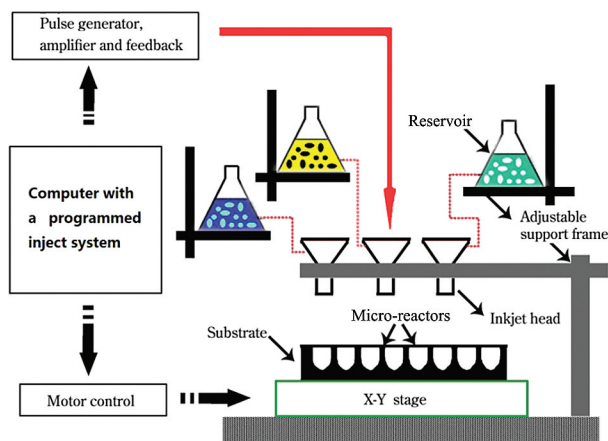 Pulse generator,
amplifier and feedback
Reservoir
Computer with
a programmed
inject system
Adjustable
support frame
Micro-reactors
Inkjet head
Substrate
X-Y stage
Motor control